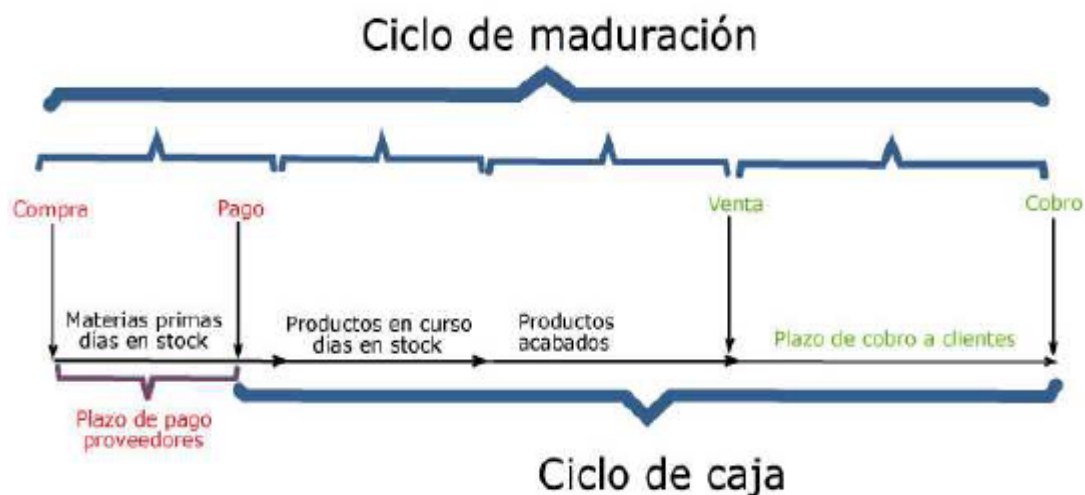 Ciclo de maduración
Compra
Pago
Venta
Cobro
Materias primas
días en stock
Productos en curso
días en stock
Productos
acabados
Plazo de cobro a clientes
Plazo de pago
proveedores
Ciclo de caja